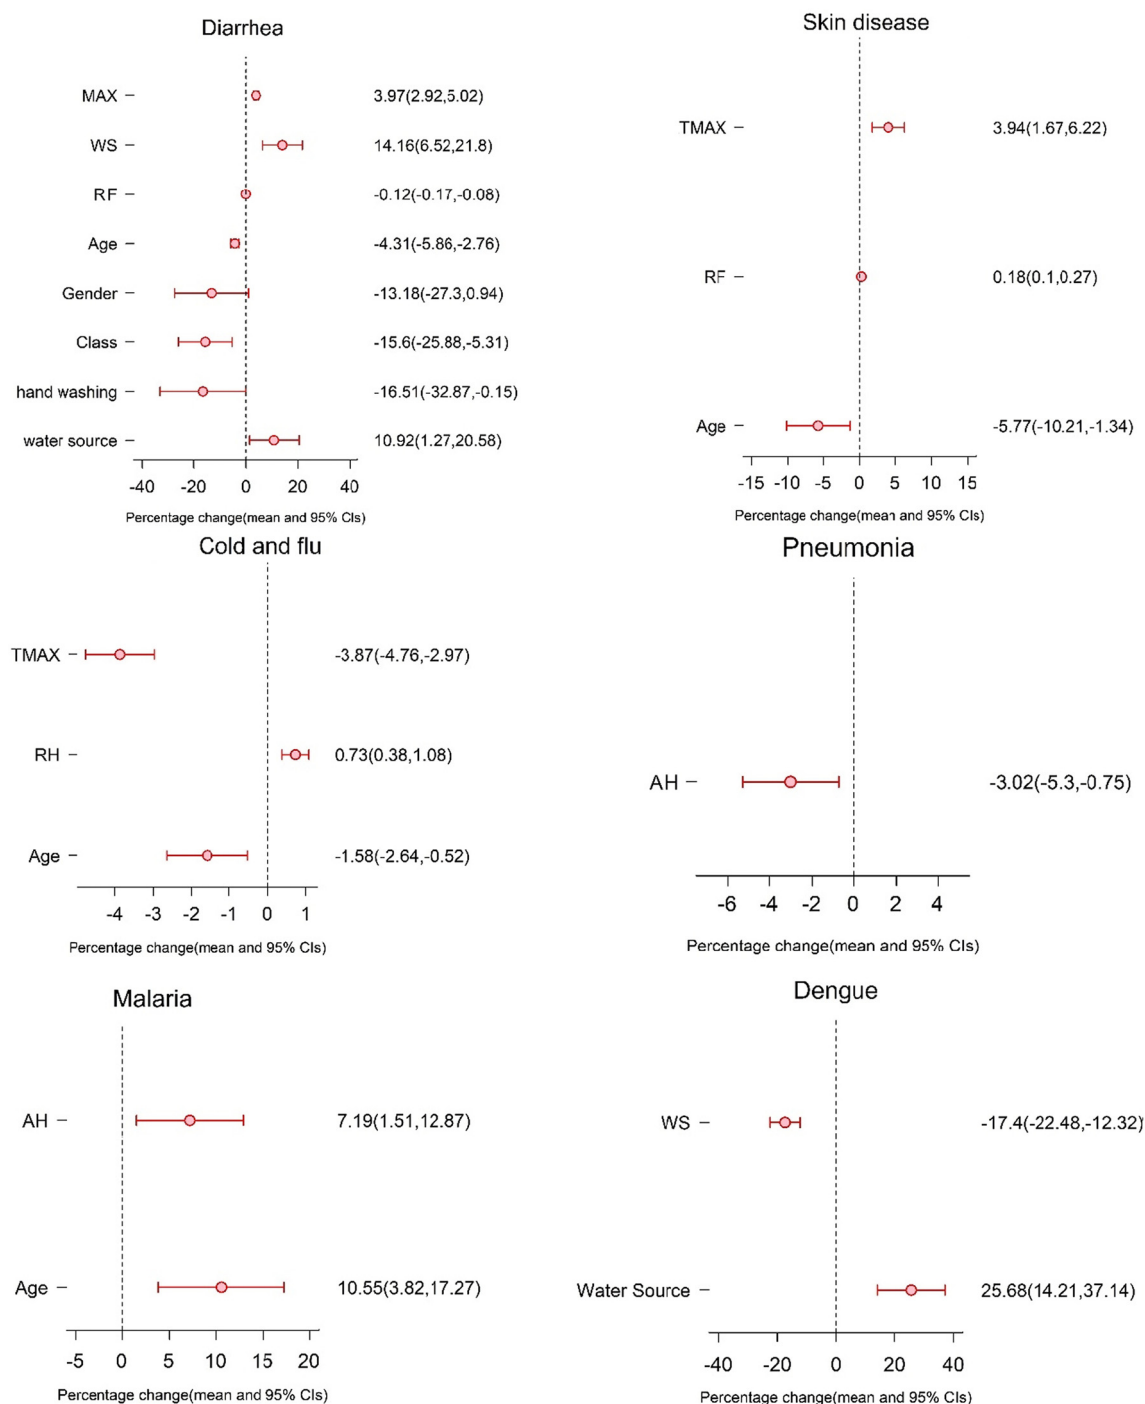 Diarrhea
MAX 3.97(2.92,5.02)
WS 14.16(6.52,21.8)
RF -0.12(-0.17,-0.08)
Age -4.31(-5.86,-2.76)
Gender -13.18(-27.3,0.94)
Class -15.6(-25.88,-5.31)
hand washing -16.51(-32.87,-0.15)
water source 10.92(1.27,20.58)
-40 -20 0 20 40
Percentage change(mean and 95% CIs)
Skin disease
TMAX 3.94(1.67,6.22)
RF 0.18(0.1,0.27)
Age -5.77(-10.21,-1.34)
-15 -10 -5 0 5 10 15
Percentage change(mean and 95% CIs)
Cold and flu
TMAX -3.87(-4.76,-2.97)
RH 0.73(0.38,1.08)
Age -1.58(-2.64,-0.52)
-4 -3 -2 -1 0 1
Percentage change(mean and 95% CIs)
Pneumonia
AH -3.02(-5.3,-0.75)
-6 -4 -2 0 2 4
Percentage change(mean and 95% CIs)
Malaria
AH 7.19(1.51,12.87)
Age 10.55(3.82,17.27)
-5 0 5 10 15 20
Percentage change(mean and 95% CIs)
Dengue
WS -17.4(-22.48,-12.32)
Water Source 25.68(14.21,37.14)
-40 -20 0 20 40
Percentage change(mean and 95% CIs)